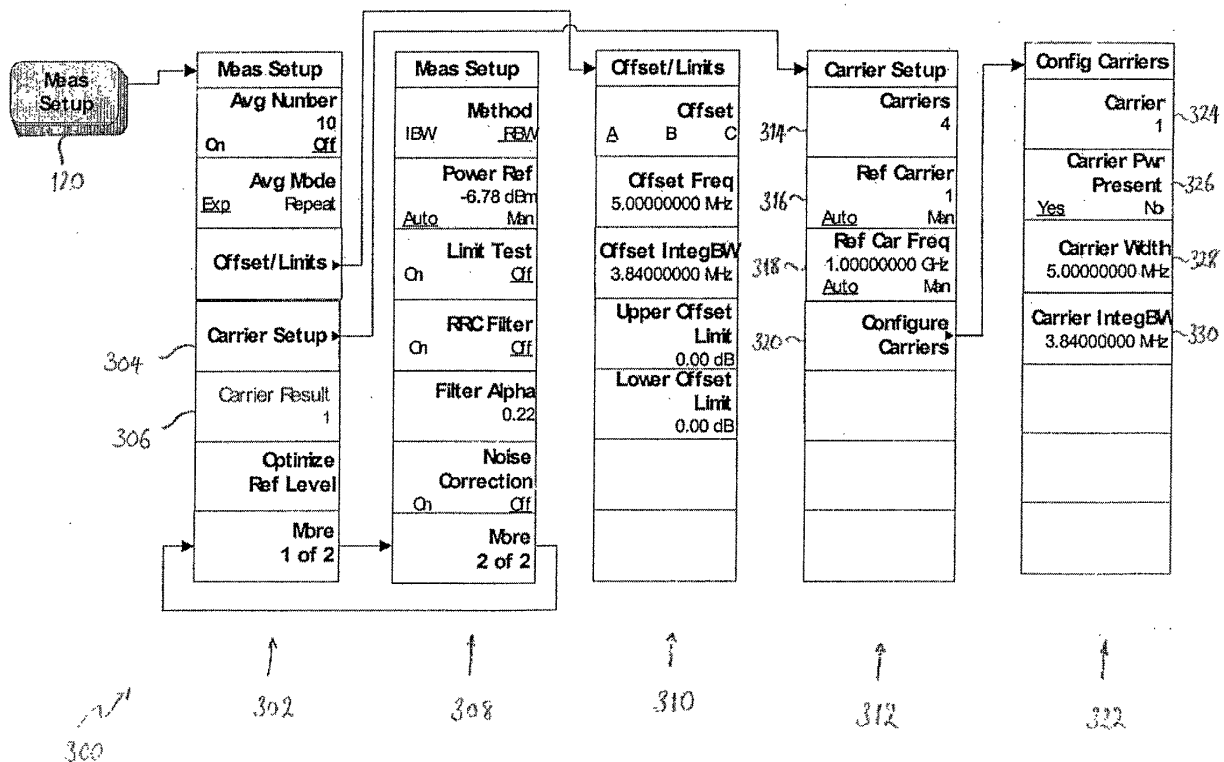 Meas
Setup
120
Meas Setup
Avg Number
10
On Off
Avg Mode
Exp Repeat
Offset/Limits
Carrier Setup
304
Carrier Result
1
306
Optimize
Ref Level
More
1 of 2
302
300
Meas Setup
Method
IBW RBW
Power Ref
-6.78 dBm
Auto Man
Limit Test
On Off
RRC Filter
On Off
Filter Alpha
0.22
Noise
Correction
On Off
More
2 of 2
308
Offset/Limits
Offset
A B C
Offset Freq
5.00000000 MHz
Offset IntegBW
3.84000000 MHz
Upper Offset
Limit
0.00 dB
Lower Offset
Limit
0.00 dB
310
Carrier Setup
Carriers
4
314
Ref Carrier
1
Auto Man
316
Ref Car Freq
1.00000000 GHz
Auto Man
318
Configure
Carriers
320
312
Config Carriers
Carrier
1
324
Carrier Pwr
Present
Yes No
326
Carrier Width
5.00000000 MHz
328
Carrier IntegBW
3.84000000 MHz
330
322